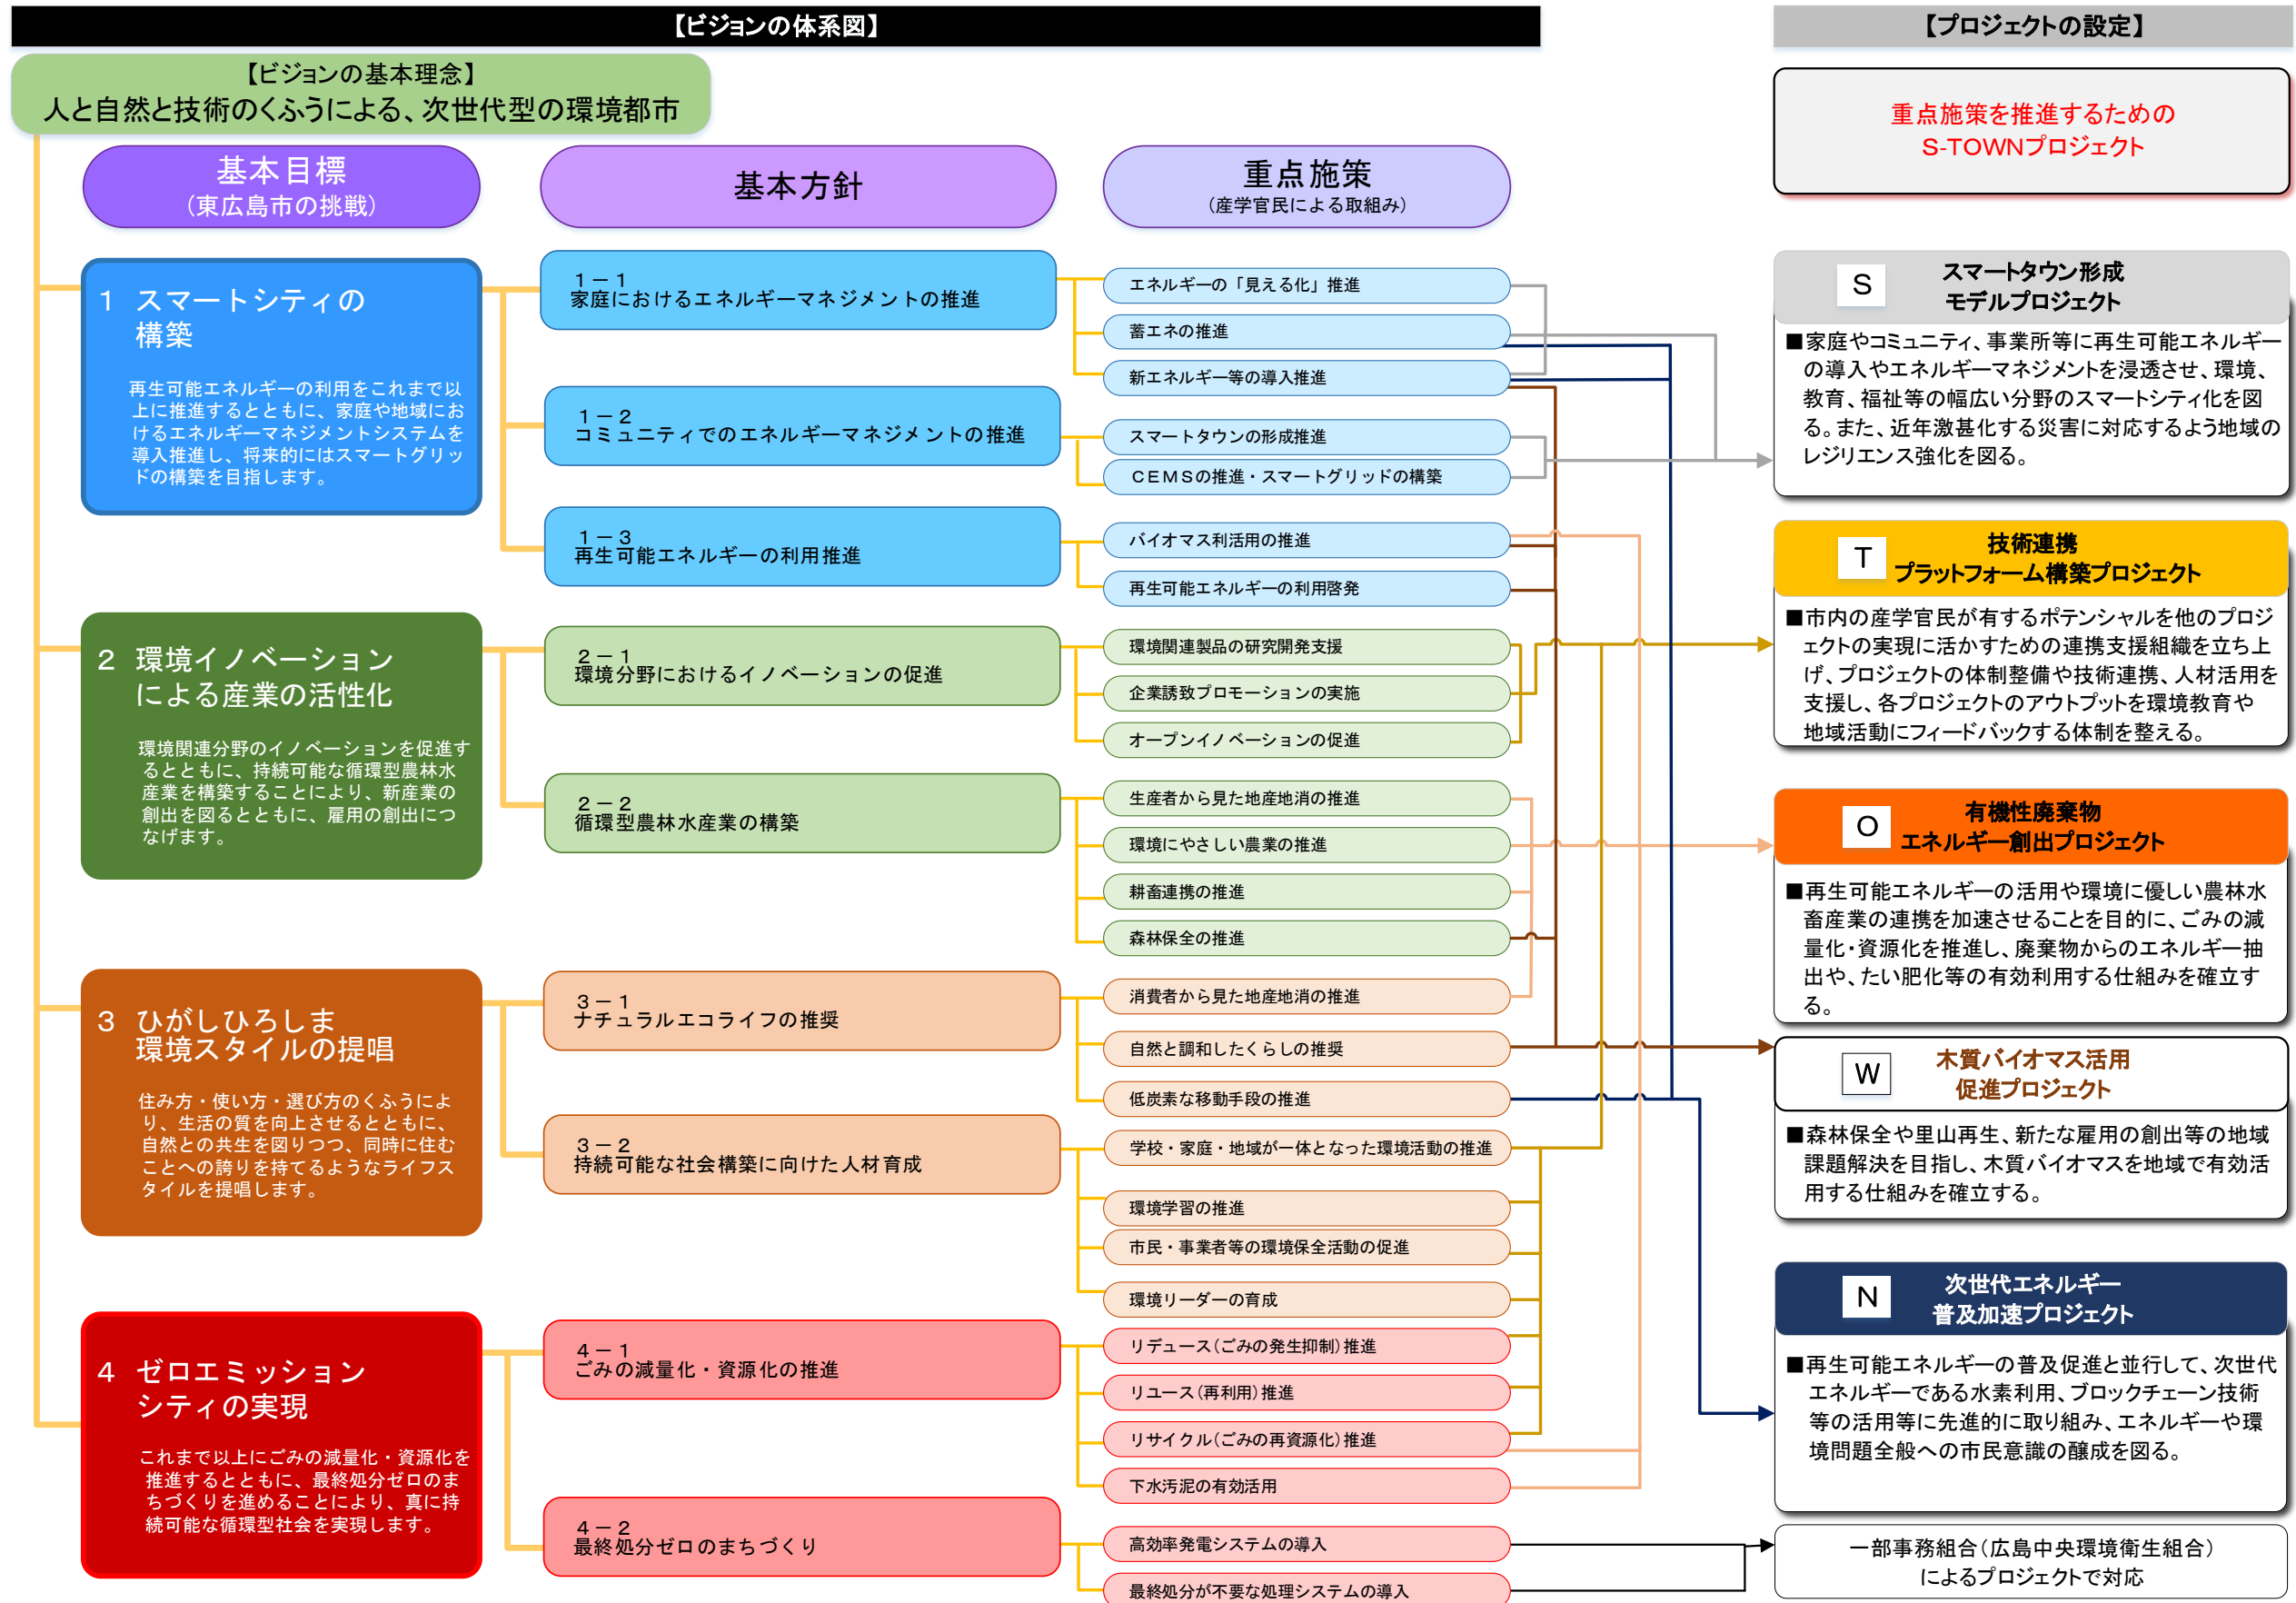 【ビジョンの体系図】
【プロジェクトの設定】
【ビジョンの基本理念】
人と自然と技術のくふうによる、次世代型の環境都市
重点施策を推進するための
S-TOWNプロジェクト
基本目標
(東広島市の挑戦)
基本方針
重点施策
(産学官民による取組み)
1 スマートシティの
構築
再生可能エネルギーの利用をこれまで以
上に推進するとともに、家庭や地域にお
けるエネルギーマネジメントシステムを
導入推進し、将来的にはスマートグリッ
ドの構築を目指します。
1－1
家庭におけるエネルギーマネジメントの推進
1－2
コミュニティでのエネルギーマネジメントの推進
1－3
再生可能エネルギーの利用推進
エネルギーの「見える化」推進
蓄エネの推進
新エネルギー等の導入推進
スマートタウンの形成推進
CEMSの推進・スマートグリッドの構築
バイオマス利活用の推進
再生可能エネルギーの利用啓発
2 環境イノベーション
による産業の活性化
環境関連分野のイノベーションを促進す
るとともに、持続可能な循環型農林水
産業を構築することにより、新産業の
創出を図るとともに、雇用の創出につ
なげます。
2－1
環境分野におけるイノベーションの促進
2－2
循環型農林水産業の構築
環境関連製品の研究開発支援
企業誘致プロモーションの実施
オープンイノベーションの促進
生産者から見た地産地消の推進
環境にやさしい農業の推進
耕畜連携の推進
森林保全の推進
3 ひがしひろしま
環境スタイルの提唱
住み方・使い方・選び方のくふうによ
り、生活の質を向上させるとともに、
自然との共生を図りつつ、同時に住む
ことへの誇りを持てるようなライフス
タイルを提唱します。
3－1
ナチュラルエコライフの推奨
3－2
持続可能な社会構築に向けた人材育成
消費者から見た地産地消の推進
自然と調和したくらしの推奨
低炭素な移動手段の推進
学校・家庭・地域が一体となった環境活動の推進
環境学習の推進
市民・事業者等の環境保全活動の促進
環境リーダーの育成
4 ゼロエミッション
シティの実現
これまで以上にごみの減量化・資源化を
推進するとともに、最終処分ゼロのま
ちづくりを進めることにより、真に持
続可能な循環型社会を実現します。
4－1
ごみの減量化・資源化の推進
4－2
最終処分ゼロのまちづくり
リデュース(ごみの発生抑制)推進
リユース(再利用)推進
リサイクル(ごみの再資源化)推進
下水汚泥の有効活用
高効率発電システムの導入
最終処分が不要な処理システムの導入
S
スマートタウン形成
モデルプロジェクト
■家庭やコミュニティ、事業所等に再生可能エネルギー
の導入やエネルギーマネジメントを浸透させ、環境、
教育、福祉等の幅広い分野のスマートシティ化を図
る。また、近年激甚化する災害に対応するよう地域の
レジリエンス強化を図る。
T
技術連携
プラットフォーム構築プロジェクト
■市内の産学官民が有するポテンシャルを他のプロジ
ェクトの実現に活かすための連携支援組織を立ち上
げ、プロジェクトの体制整備や技術連携、人材活用を
支援し、各プロジェクトのアウトプットを環境教育や
地域活動にフィードバックする体制を整える。
O
有機性廃棄物
エネルギー創出プロジェクト
■再生可能エネルギーの活用や環境に優しい農林水
畜産業の連携を加速させることを目的に、ごみの減
量化・資源化を推進し、廃棄物からのエネルギー抽
出や、たい肥化等の有効利用する仕組みを確立す
る。
W
木質バイオマス活用
促進プロジェクト
■森林保全や里山再生、新たな雇用の創出等の地域
課題解決を目指し、木質バイオマスを地域で有効活
用する仕組みを確立する。
N
次世代エネルギー
普及加速プロジェクト
■再生可能エネルギーの普及促進と並行して、次世代
エネルギーである水素利用、ブロックチェーン技術
等の活用等に先進的に取り組み、エネルギーや環
境問題全般への市民意識の醸成を図る。
一部事務組合(広島中央環境衛生組合)
によるプロジェクトで対応